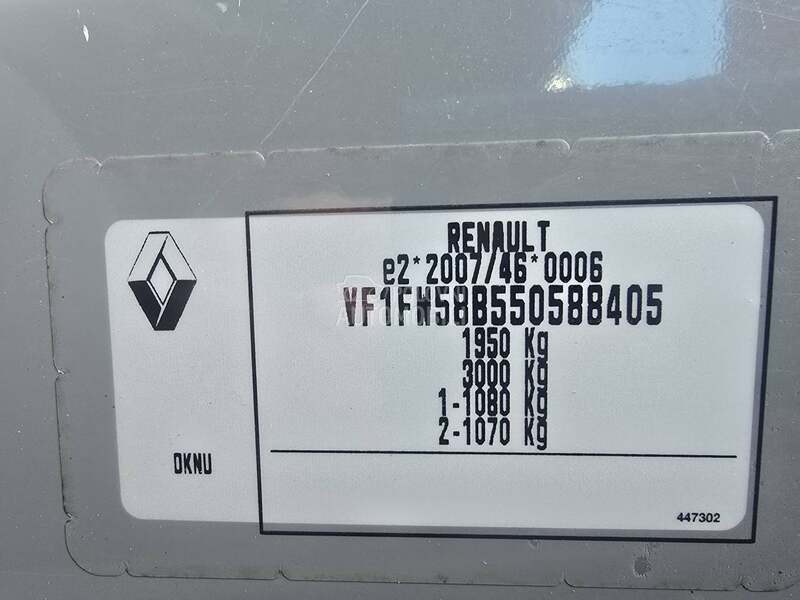 RENAULT
e2*2007/46*0006
VF1FW58B550588405
1950 Kg
3000 Kg
1-1080 Kg
2-1070 Kg
OKNU
447302